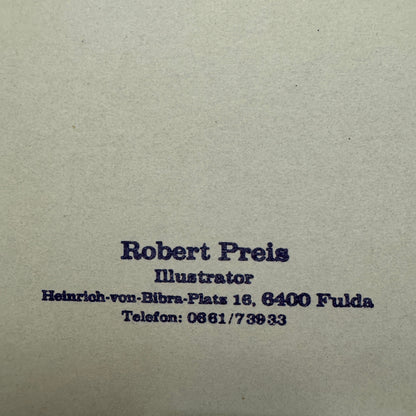 Robert Preis
Illustrator
Heinrich-von-Bibra-Platz 16, 6400 Fulda
Telefon: 0661/73933